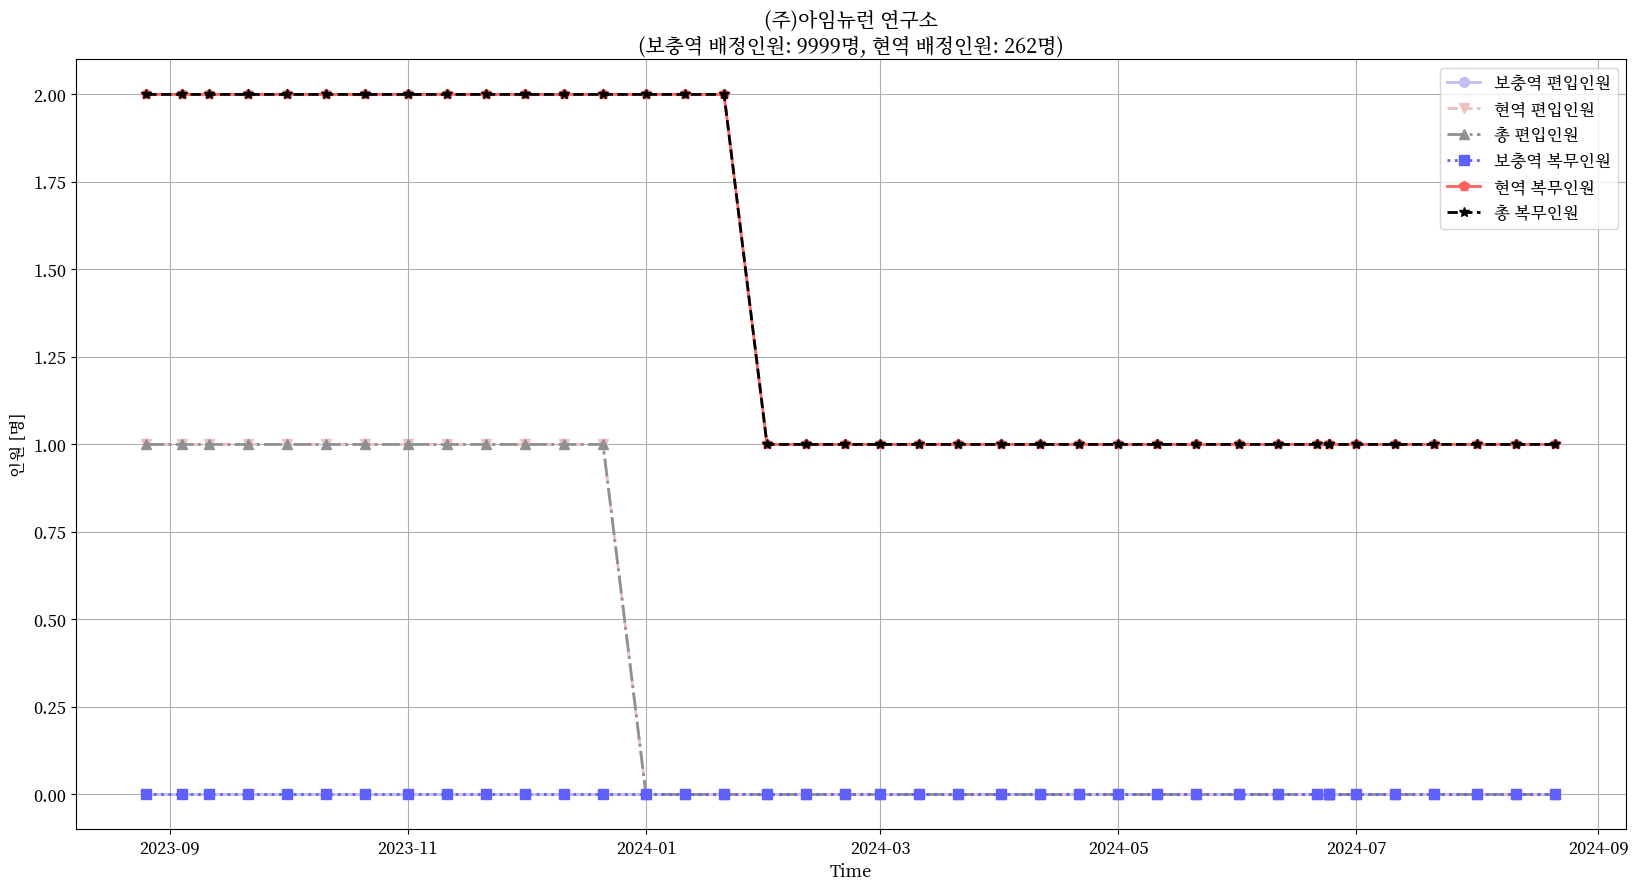 (주)아임뉴런 연구소
(보충역 배정인원: 9999명, 현역 배정인원: 262명)
보충역 편입인원
현역 편입인원
총 편입인원
보충역 복무인원
현역 복무인원
총 복무인원
인원 [명]
2.00
1.75
1.50
1.25
1.00
0.75
0.50
0.25
0.00
2023-09 2023-11 2024-01 2024-03 2024-05 2024-07 2024-09
Time